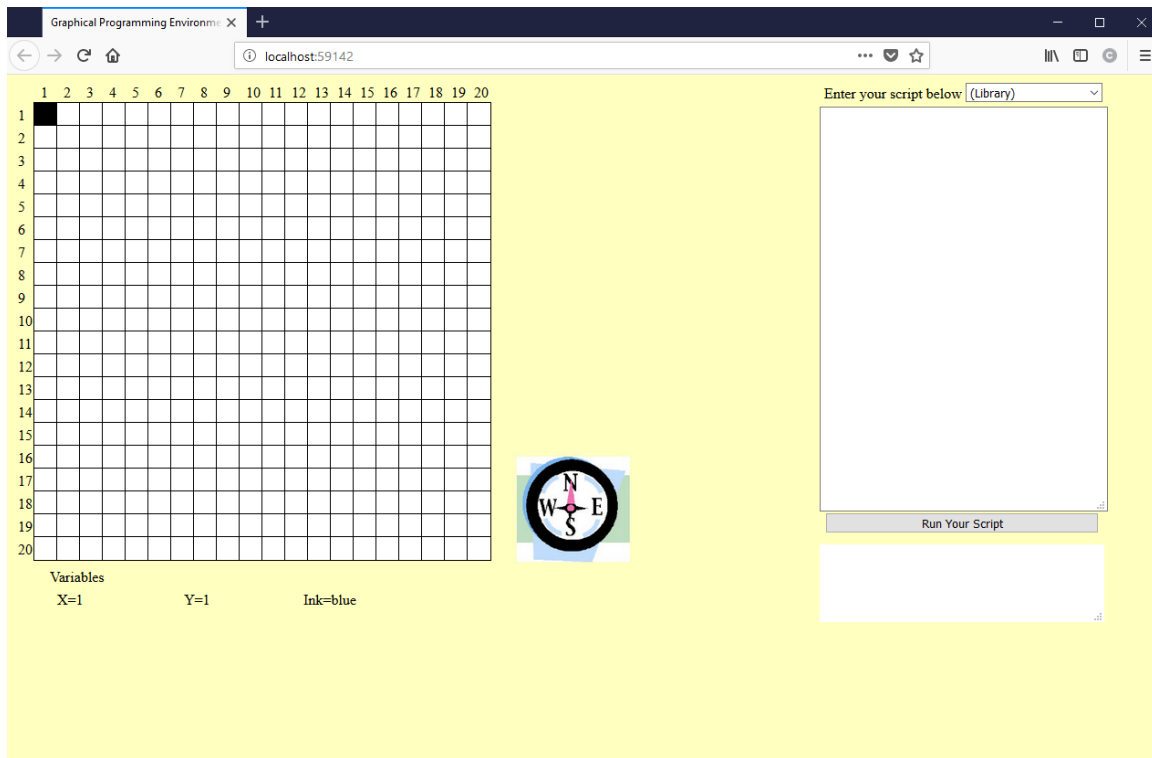 Graphical Programming Environme
localhost:59142
1 2 3 4 5 6 7 8 9 10 11 12 13 14 15 16 17 18 19 20
Enter your script below (Library)
1
2
3
4
5
6
7
8
9
10
11
12
13
14
15
16
17
18
19
20
N
W E
S
Run Your Script
Variables
X=1 Y=1 Ink=blue